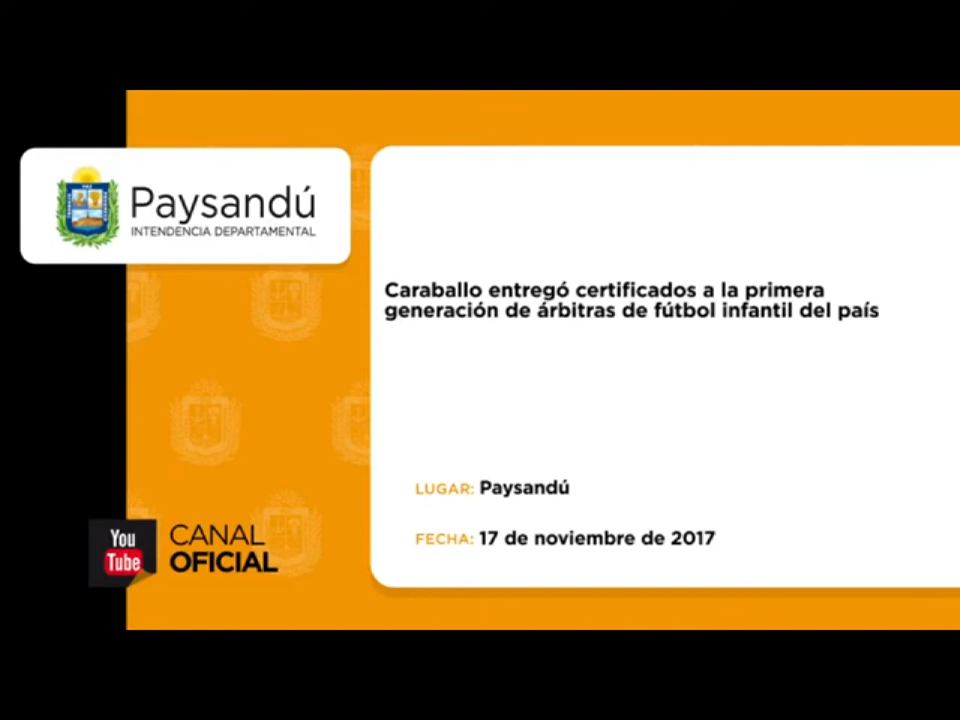 Paysandú
INTENDENCIA DEPARTAMENTAL
Caraballo entregó certificados a la primera
generación de árbitras de fútbol infantil del país
LUGAR: Paysandú
FECHA: 17 de noviembre de 2017
You
Tube
CANAL
OFICIAL